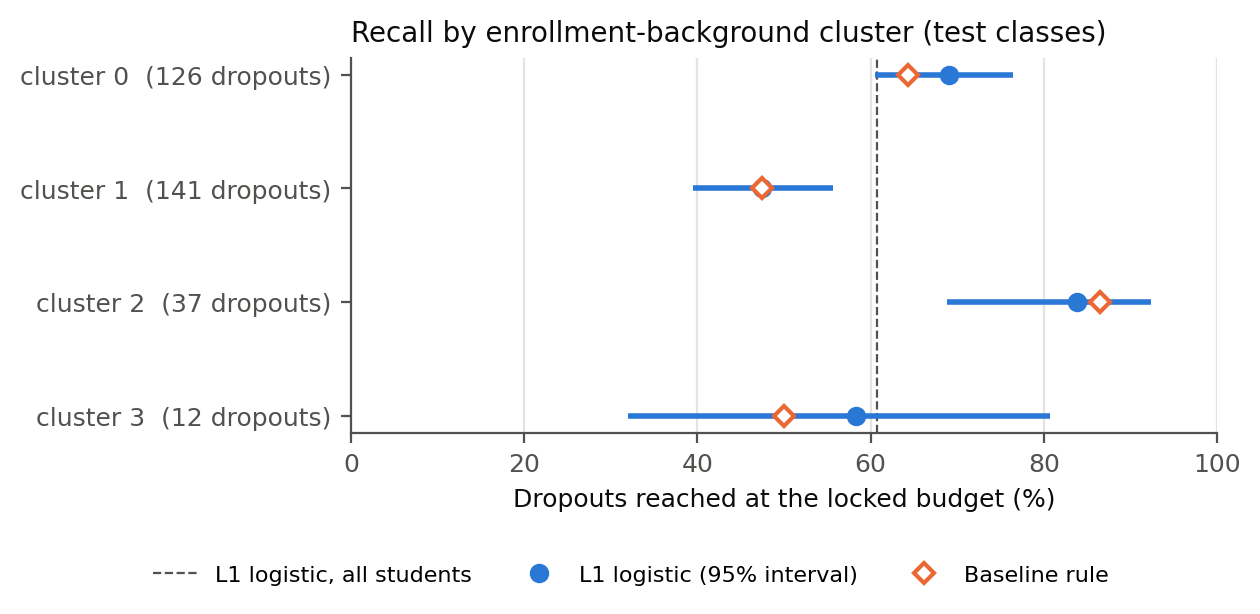 Recall by enrollment-background cluster (test classes)
cluster 0  (126 dropouts)
cluster 1  (141 dropouts)
cluster 2  (37 dropouts)
cluster 3  (12 dropouts)
0 20 40 60 80 100
Dropouts reached at the locked budget (%)
L1 logistic, all students
L1 logistic (95% interval)
Baseline rule